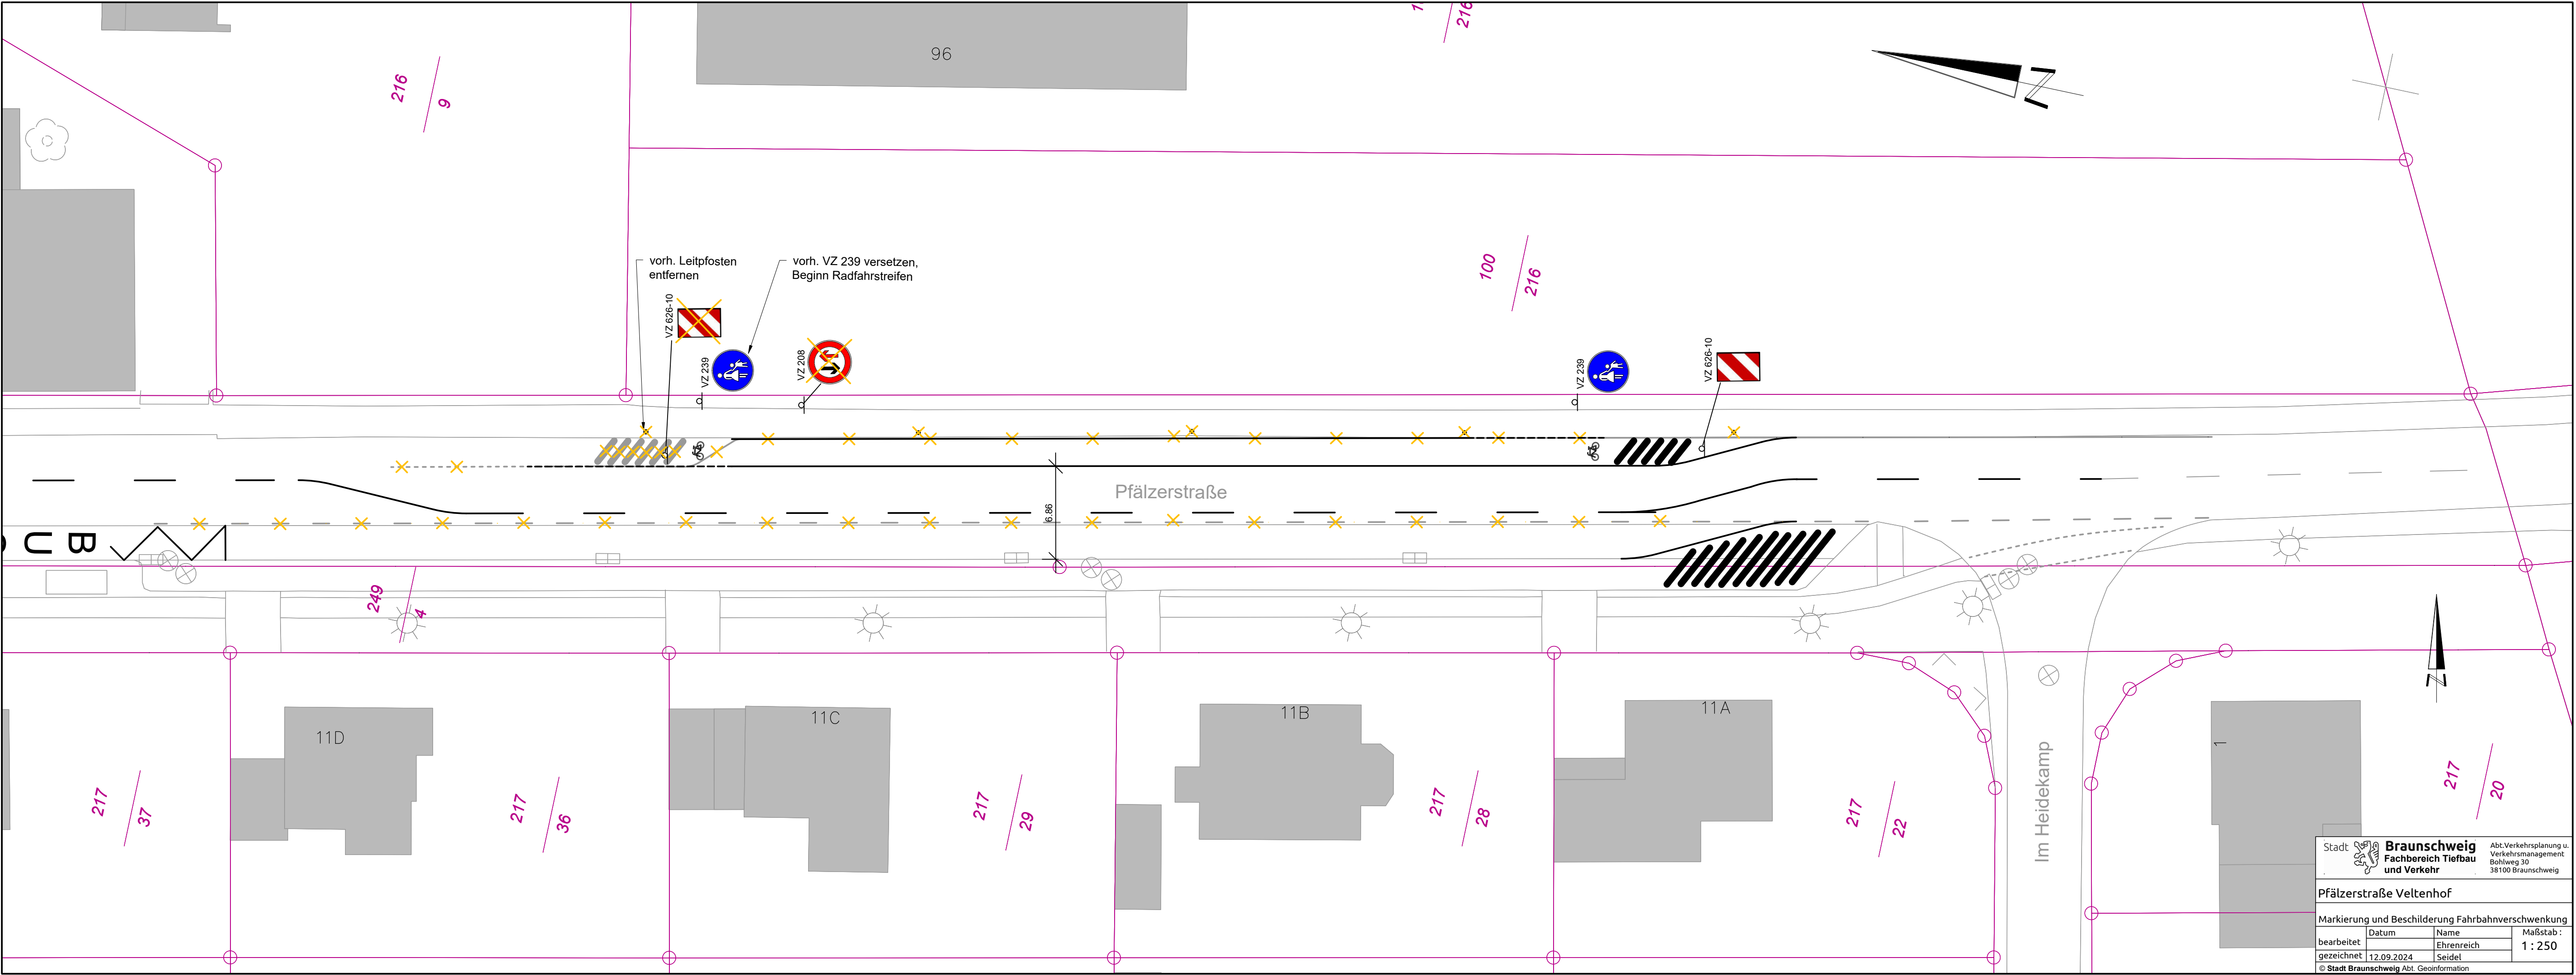 96
216
9
216
vorh. Leitpfosten
entfernen
vorh. VZ 239 versetzen,
Beginn Radfahrstreifen
100
216
N
VZ 626-10
VZ 239
VZ 208
VZ 239
VZ 626-10
Pfälzerstraße
6.86
BU
249
4
11D
11C
11B
11A
1
N
217
37
217
36
217
29
217
28
217
22
217
20
Im Heidekamp
Stadt Braunschweig
Fachbereich Tiefbau
und Verkehr
Abt.Verkehrsplanung u.
Verkehrsmanagement
Bohlweg 30
38100 Braunschweig
Pfälzerstraße Veltenhof
Markierung und Beschilderung Fahrbahnverschwenkung
Datum Name Maßstab :
bearbeitet Ehrenreich 1 : 250
gezeichnet 12.09.2024 Seidel
© Stadt Braunschweig Abt. Geoinformation